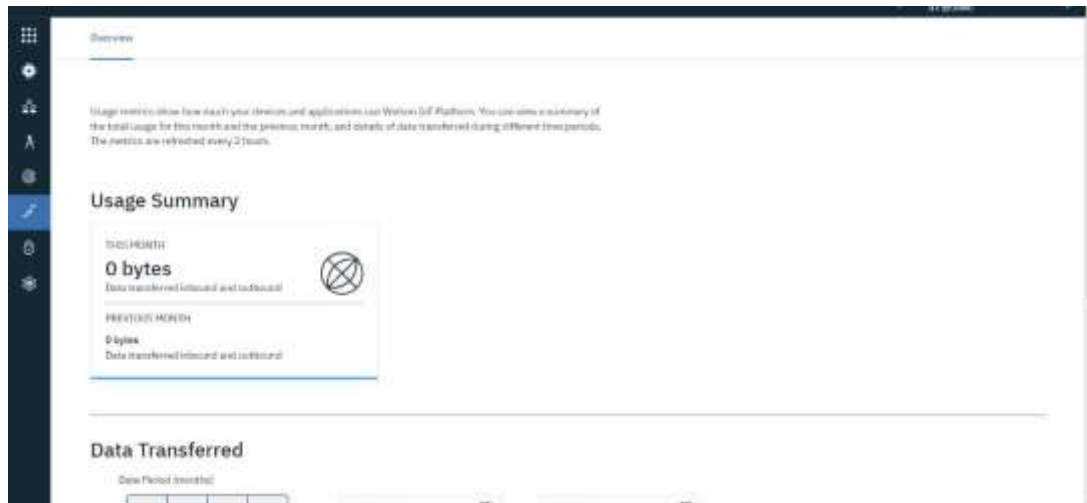 Overview
Usage metrics show how much your devices and applications use Watson IoT Platform. You can view a summary of
the total usage for this month and the previous month, and details of data transferred during different time periods.
The metrics are refreshed every 2 hours.
Usage Summary
THIS MONTH
0 bytes
Data transferred inbound and outbound
PREVIOUS MONTH
0 bytes
Data transferred inbound and outbound
Data Transferred
Data Period (months)